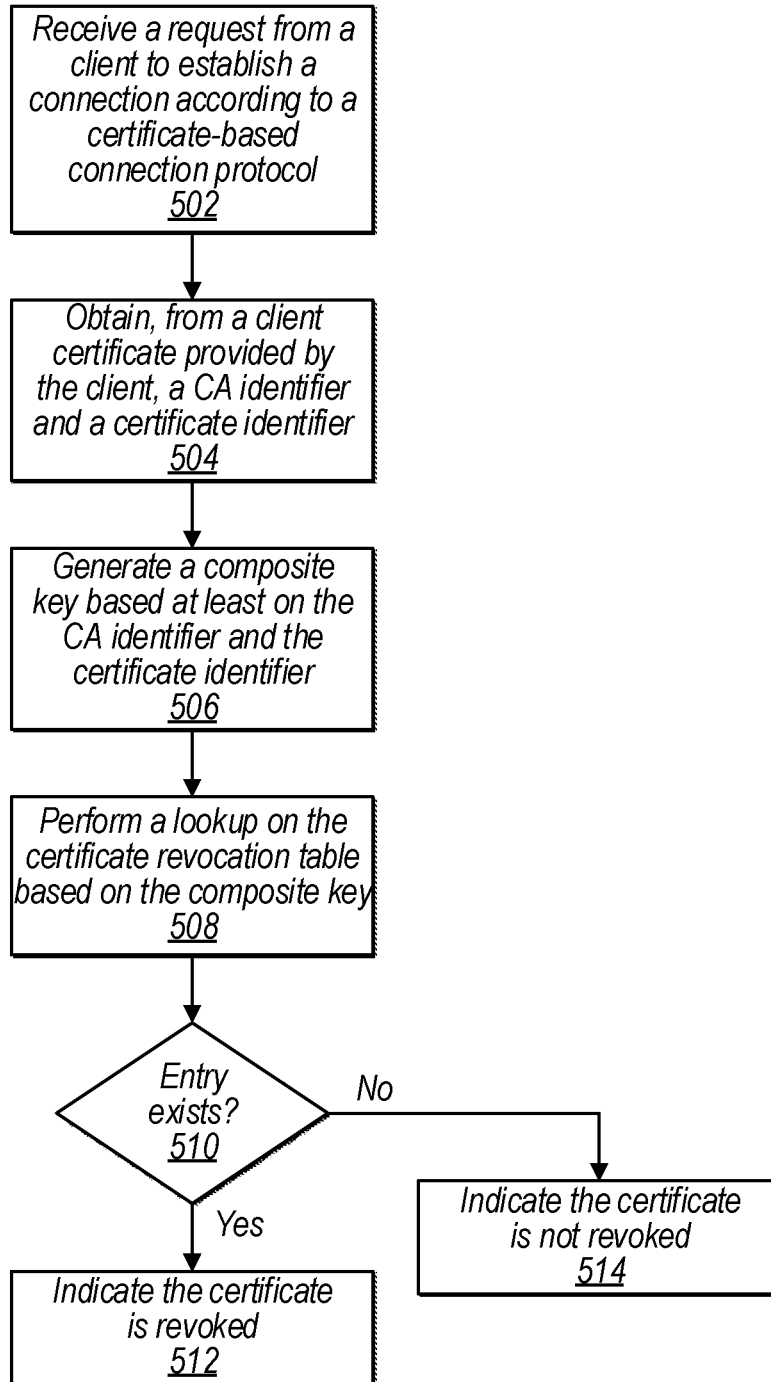 Receive a request from a
client to establish a
connection according to a
certificate-based
connection protocol
502
Obtain, from a client
certificate provided by
the client, a CA identifier
and a certificate identifier
504
Generate a composite
key based at least on the
CA identifier and the
certificate identifier
506
Perform a lookup on the
certificate revocation table
based on the composite key
508
Entry
exists?
510
No
Yes
Indicate the certificate
is not revoked
514
Indicate the certificate
is revoked
512